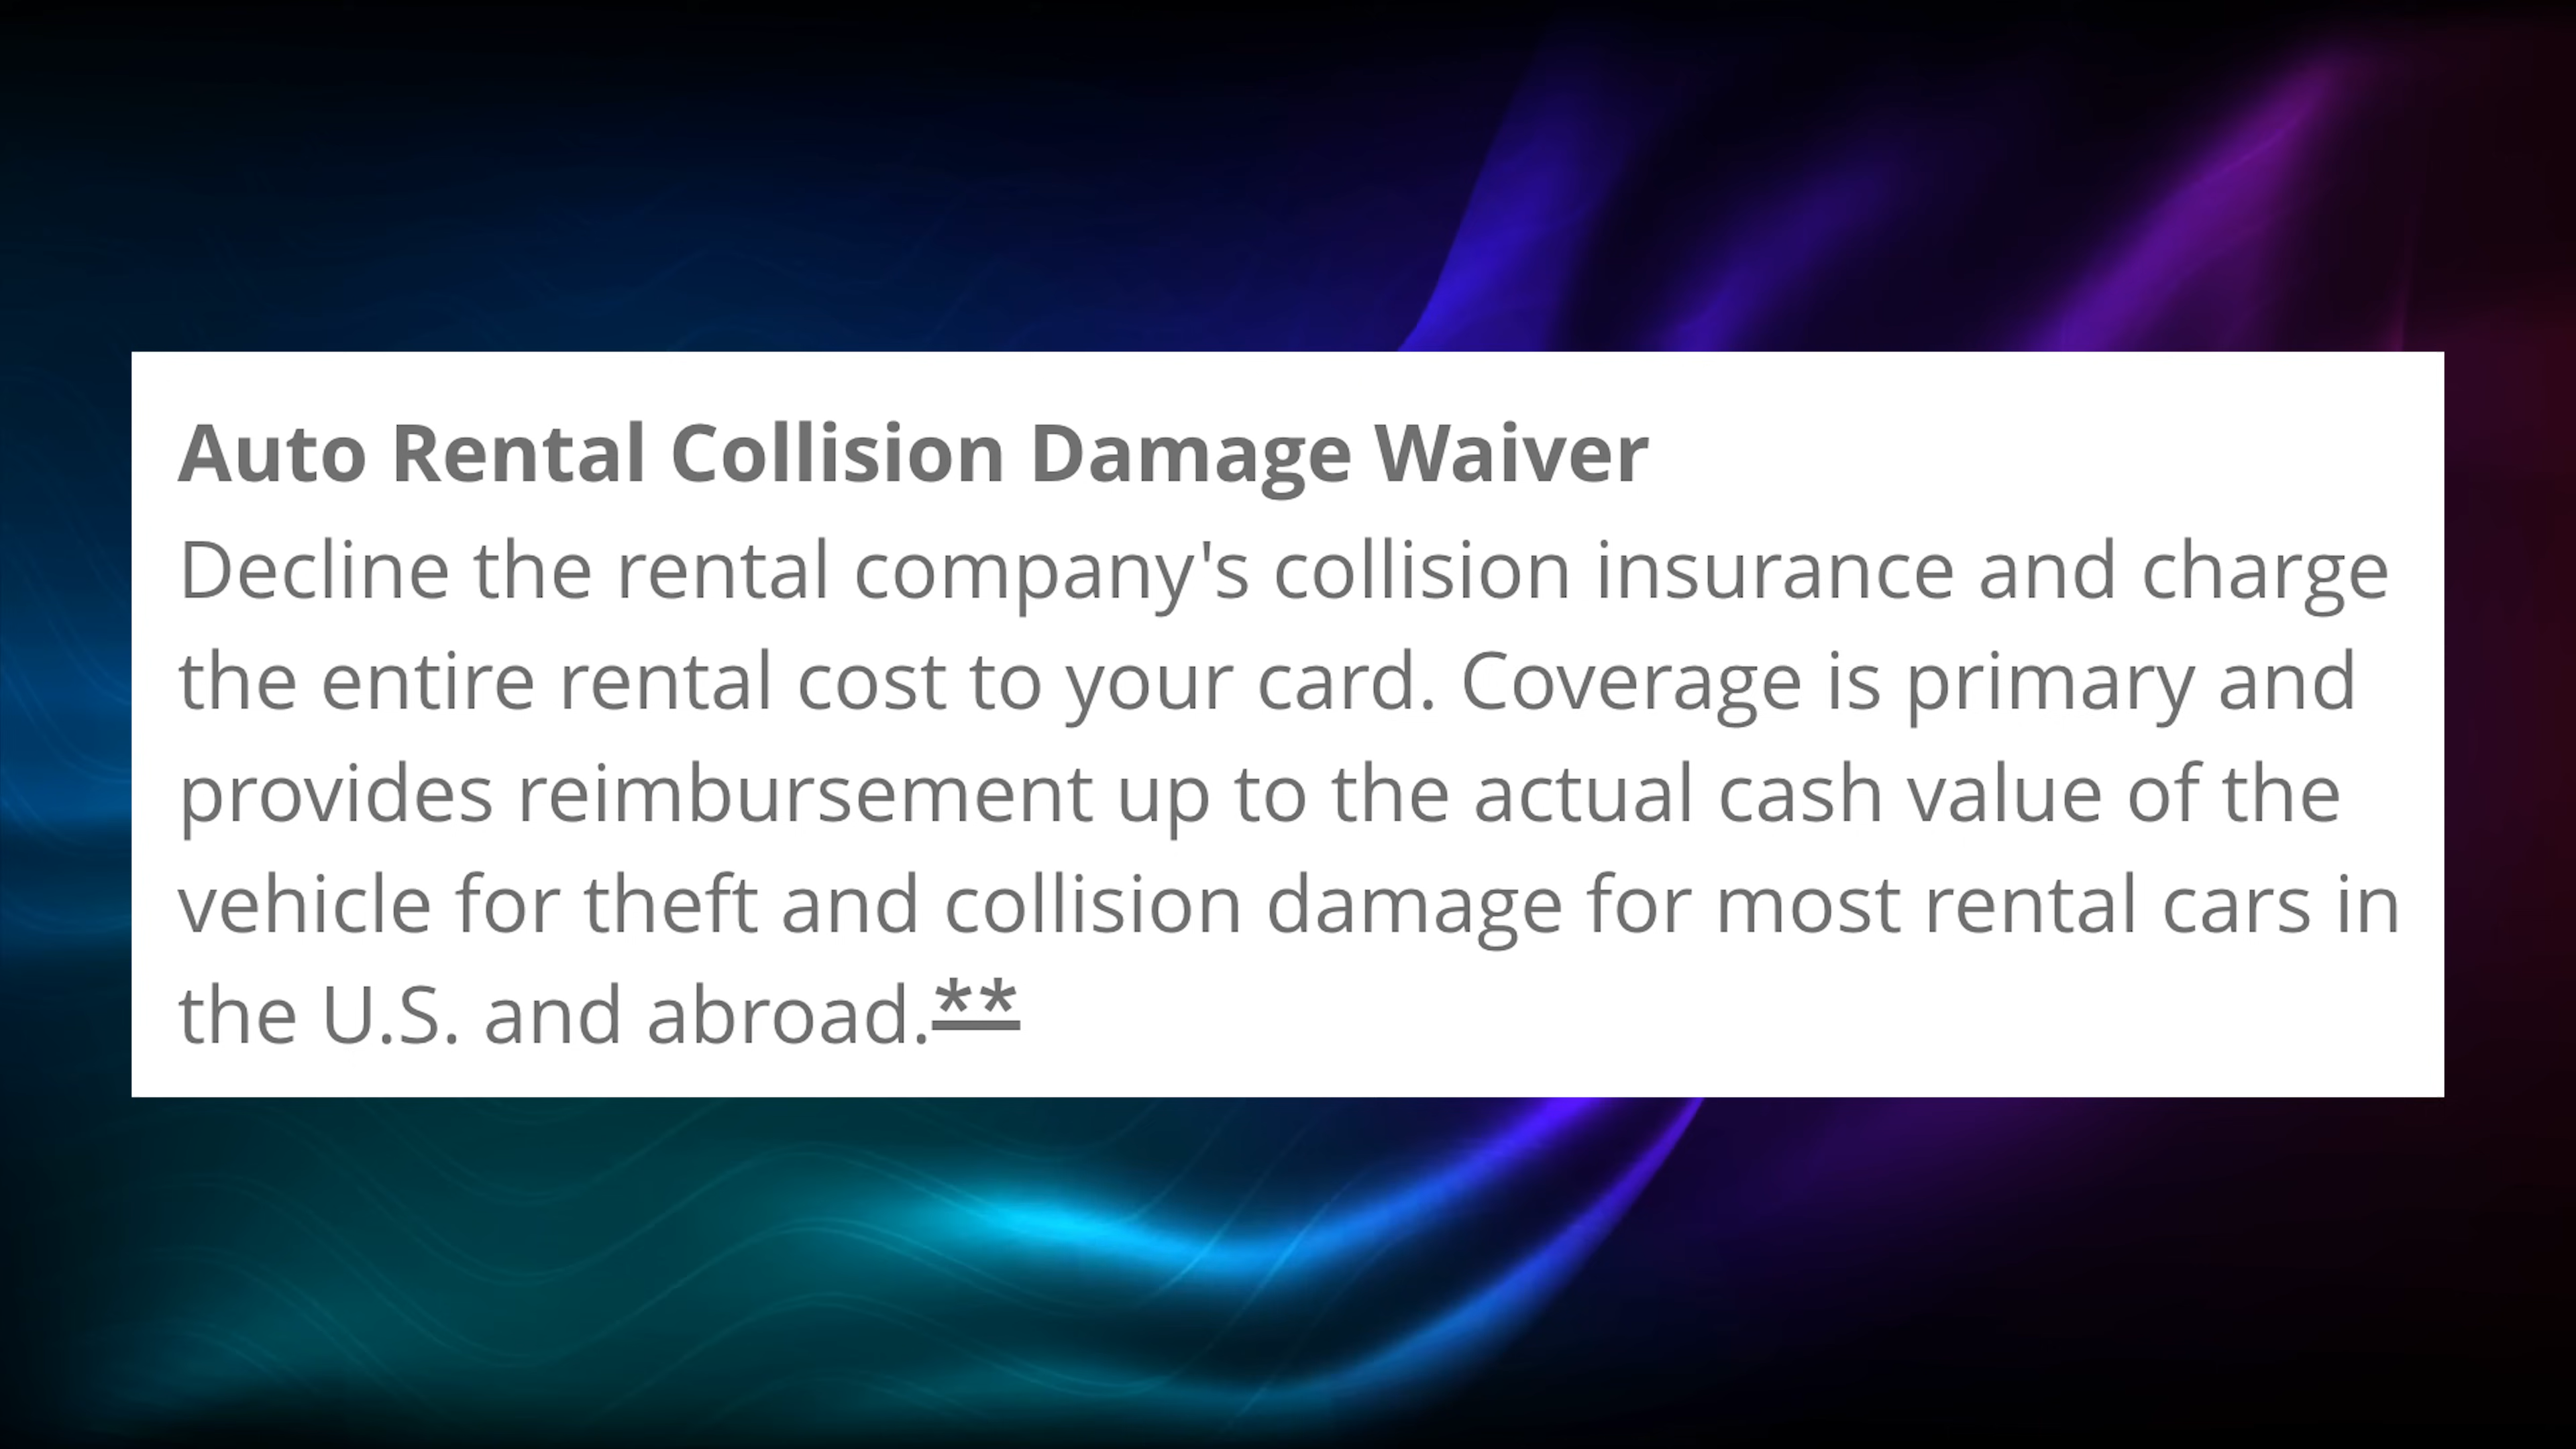 Auto Rental Collision Damage Waiver
Decline the rental company's collision insurance and charge
the entire rental cost to your card. Coverage is primary and
provides reimbursement up to the actual cash value of the
vehicle for theft and collision damage for most rental cars in
the U.S. and abroad.**